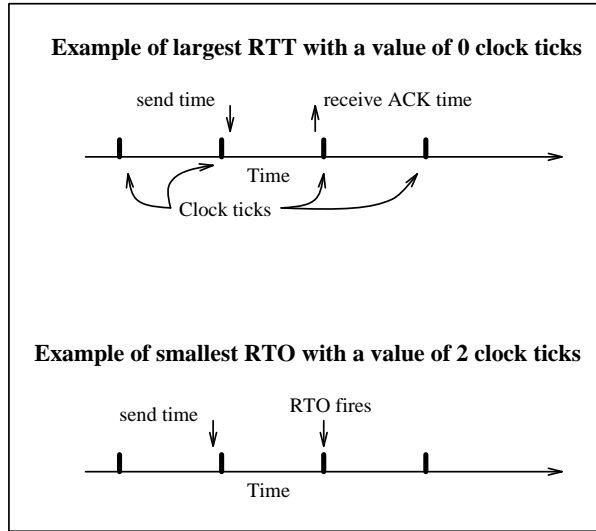 Example of largest RTT with a value of 0 clock ticks
send time receive ACK time
Time
Clock ticks
Example of smallest RTO with a value of 2 clock ticks
send time RTO fires
Time